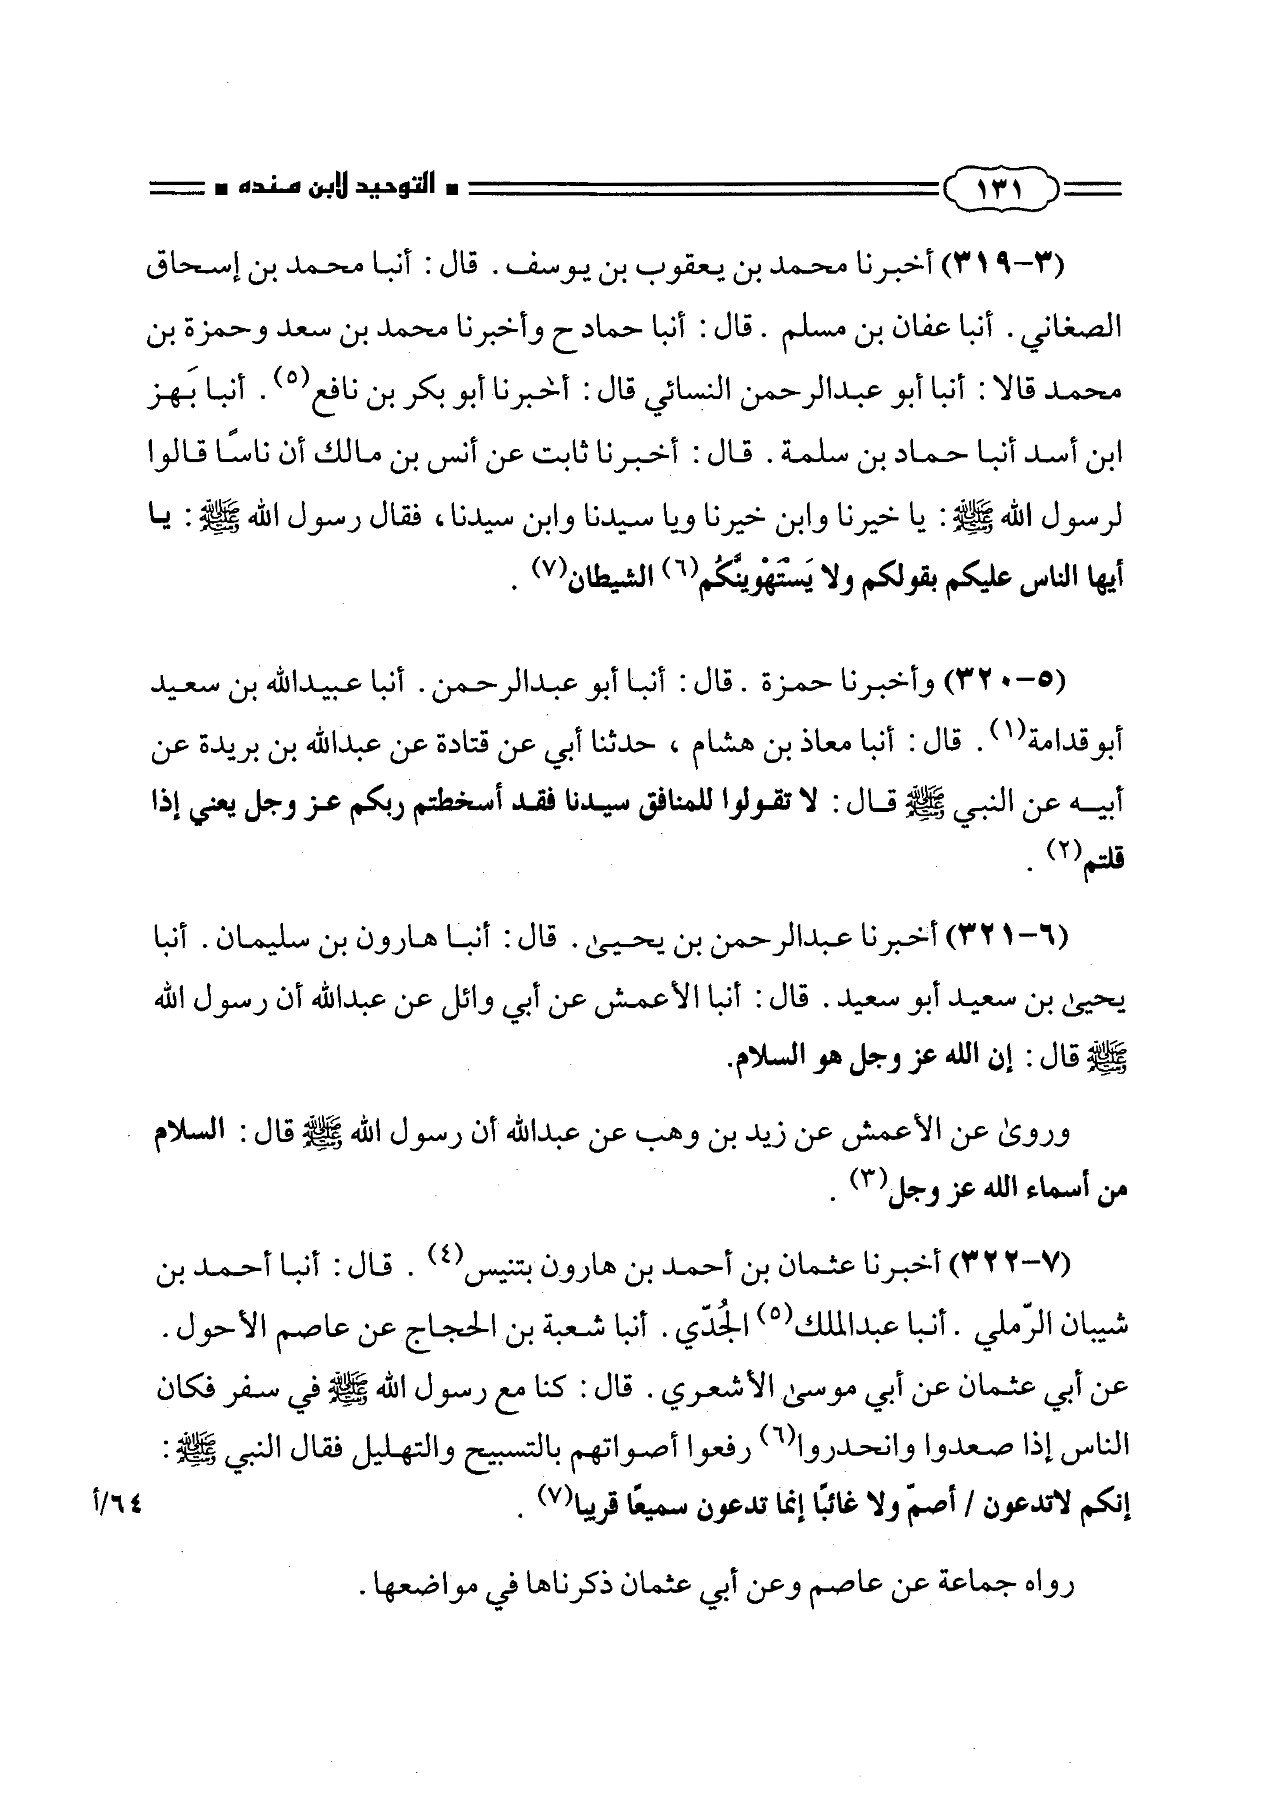 ١٣١ ■ التوحيد لابن منده ■
(٣-٣١٩) أخبرنا محمد بن يعقوب بن يوسف. قال: أنبا محمد بن إسحاق
الصغاني. أنبا عفان بن مسلم. قال: أنبا حماد ح وأخبرنا محمد بن سعد وحمزة بن
محمد قالا: أنبا أبو عبدالرحمن النسائي قال: أخبرنا أبو بكر بن نافع(٥). أنبا بَهز
ابن أسد أنبا حماد بن سلمة. قال: أخبرنا ثابت عن أنس بن مالك أن ناسًا قالوا
لرسول الله ﷺ: يا خيرنا وابن خيرنا ويا سيدنا وابن سيدنا، فقال رسول الله ﷺ: يا
أيها الناس عليكم بقولكم ولا يَستَهْوِينَّكُم(٦) الشيطان(٧).
(٥-٣٢٠) وأخبرنا حمزة. قال: أنبا أبو عبدالرحمن. أنبا عبيدالله بن سعيد
أبو قدامة(١). قال: أنبا معاذ بن هشام، حدثنا أبي عن قتادة عن عبدالله بن بريدة عن
أبيه عن النبي ﷺ قال: لا تقولوا للمنافق سيدنا فقد أسخطتم ربكم عز وجل يعني إذا
قلتم(٢).
(٦-٣٢١) أخبرنا عبدالرحمن بن يحيىٰ. قال: أنبا هارون بن سليمان. أنبا
يحيىٰ بن سعيد أبو سعيد. قال: أنبا الأعمش عن أبي وائل عن عبدالله أن رسول الله
ﷺ قال: إن الله عز وجل هو السلام.
وروىٰ عن الأعمش عن زيد بن وهب عن عبدالله أن رسول الله ﷺ قال: السلام
من أسماء الله عز وجل(٣).
(٧-٣٢٢) أخبرنا عثمان بن أحمد بن هارون بتنيس(٤). قال: أنبا أحمد بن
شيبان الرّملي. أنبا عبدالملك(٥) الجُدّي. أنبا شعبة بن الحجاج عن عاصم الأحول.
عن أبي عثمان عن أبي موسىٰ الأشعري. قال: كنا مع رسول الله ﷺ في سفر فكان
الناس إذا صعدوا وانحدروا(٦) رفعوا أصواتهم بالتسبيح والتهليل فقال النبي ﷺ:
إنكم لاتدعون / أصمّ ولا غائبًا إنما تدعون سميعًا قريبا(٧). ٦٤/أ
رواه جماعة عن عاصم وعن أبي عثمان ذكرناها في مواضعها.